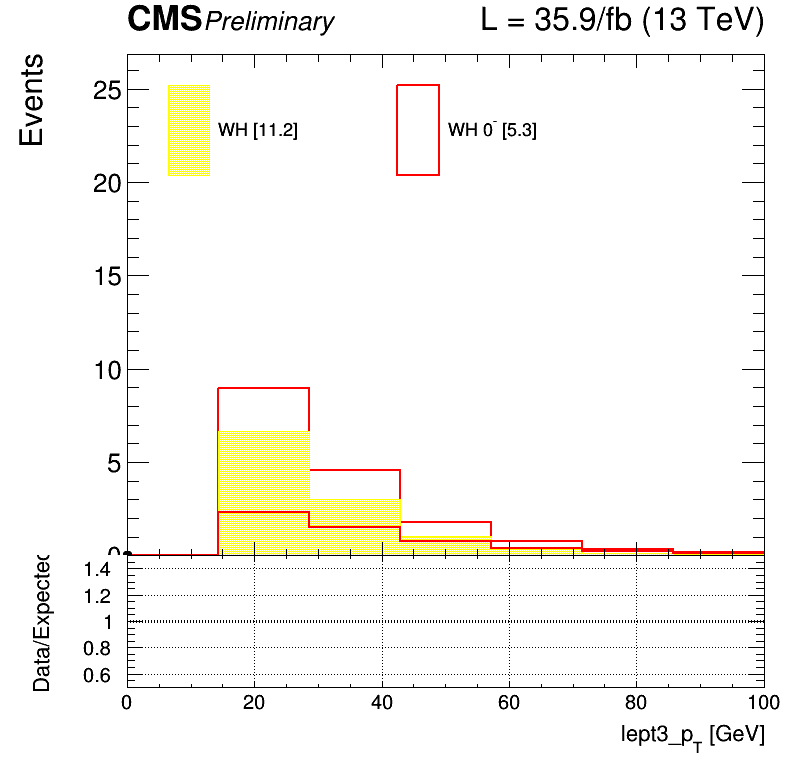 CMS Preliminary L = 35.9/fb (13 TeV)
Events
25
20
15
10
5
0
WH [11.2]
WH 0⁻ [5.3]
Data/Expected
1.4
1.2
1
0.8
0.6
0 20 40 60 80 100
lept3_p_T [GeV]